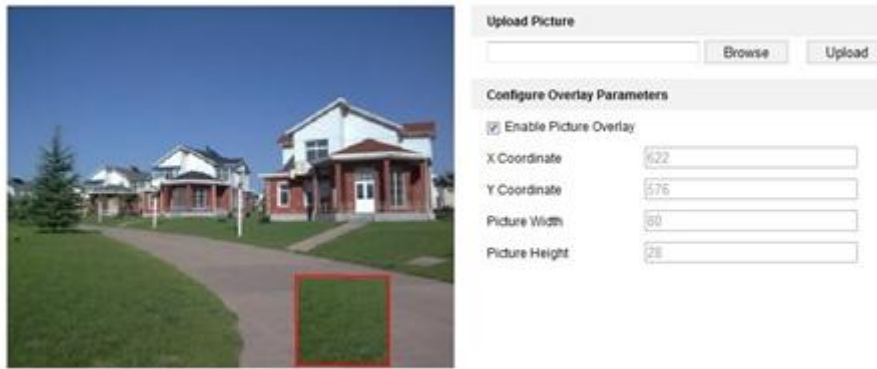 Upload Picture
Browse Upload
Configure Overlay Parameters
Enable Picture Overlay
X Coordinate 622
Y Coordinate 576
Picture Width 80
Picture Height 28